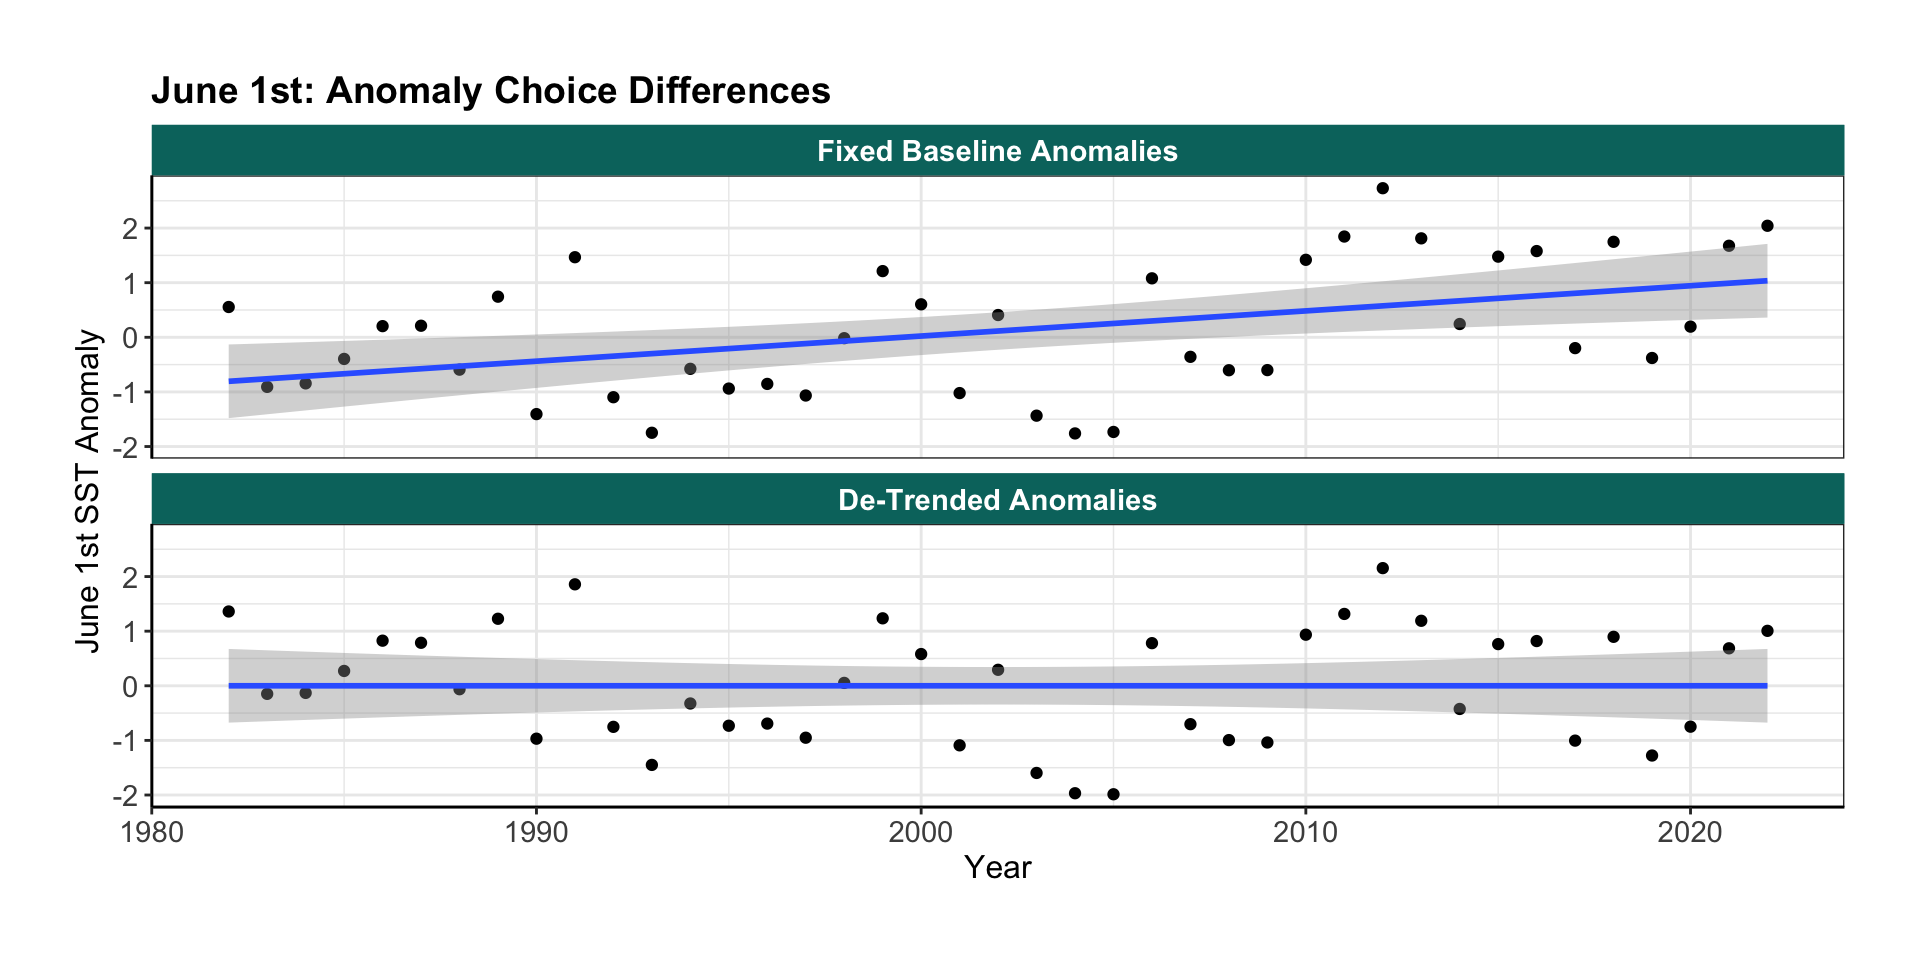 June 1st: Anomaly Choice Differences
Fixed Baseline Anomalies
2
1
0
-1
-2
De-Trended Anomalies
2
1
0
-1
-2
June 1st SST Anomaly
1980 1990 2000 2010 2020
Year